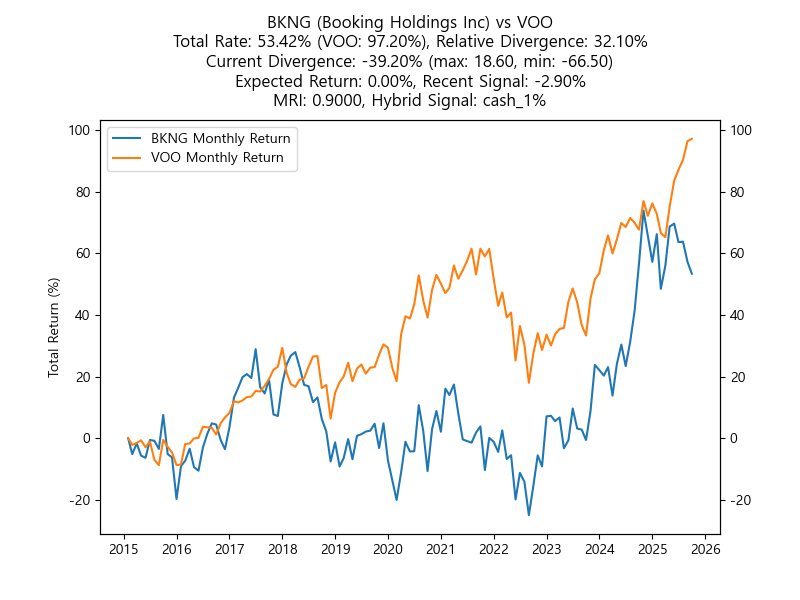 BKNG (Booking Holdings Inc) vs VOO
Total Rate: 53.42% (VOO: 97.20%), Relative Divergence: 32.10%
Current Divergence: -39.20% (max: 18.60, min: -66.50)
Expected Return: 0.00%, Recent Signal: -2.90%
MRI: 0.9000, Hybrid Signal: cash_1%
BKNG Monthly Return
VOO Monthly Return
Total Return (%)
100
80
60
40
20
0
-20
100
80
60
40
20
0
-20
2015 2016 2017 2018 2019 2020 2021 2022 2023 2024 2025 2026